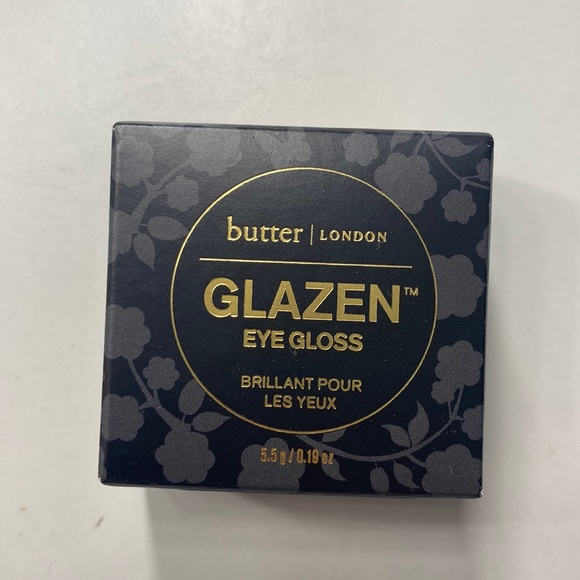 butter | LONDON
GLAZEN™
EYE GLOSS
BRILLANT POUR
LES YEUX
5.5 g / 0.19 oz